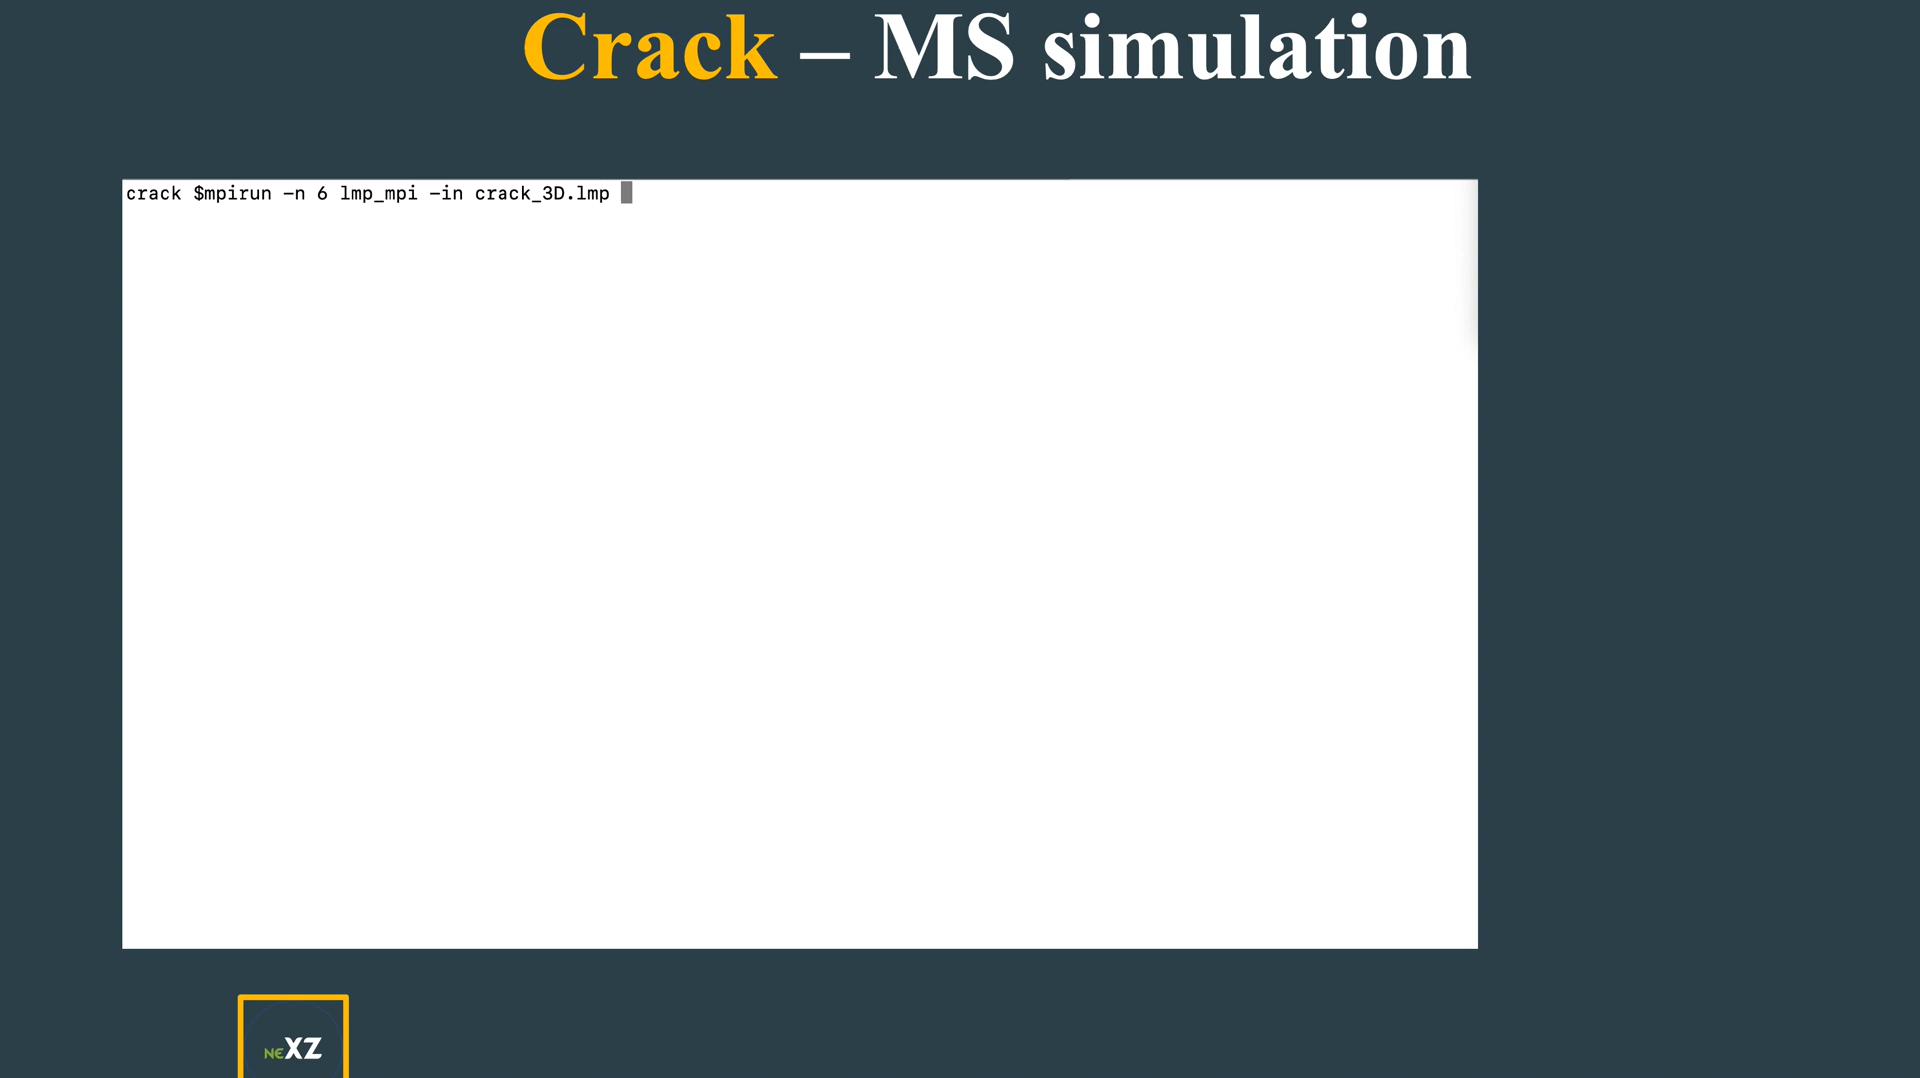 Crack – MS simulation
crack $mpirun -n 6 lmp_mpi -in crack_3D.lmp
NEXZ